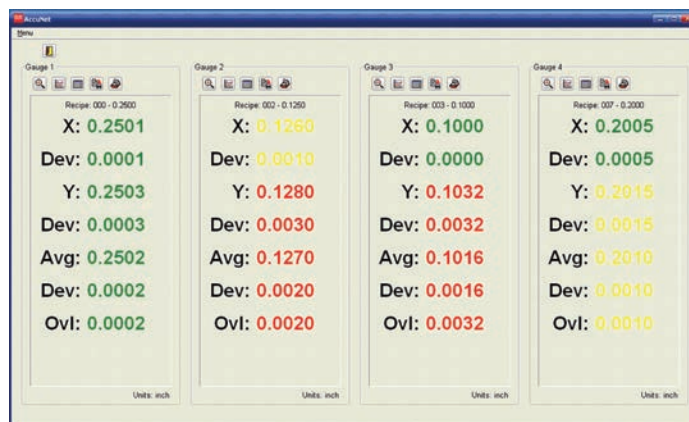 AccuNet
Menu
Gauge 1
Recipe: 000 - 0.2500
X: 0.2501
Dev: 0.0001
Y: 0.2503
Dev: 0.0003
Avg: 0.2502
Dev: 0.0002
Ovl: 0.0002
Units: inch
Gauge 2
Recipe: 002 - 0.1250
X: 0.1260
Dev: 0.0010
Y: 0.1280
Dev: 0.0030
Avg: 0.1270
Dev: 0.0020
Ovl: 0.0020
Units: inch
Gauge 3
Recipe: 003 - 0.1000
X: 0.1000
Dev: 0.0000
Y: 0.1032
Dev: 0.0032
Avg: 0.1016
Dev: 0.0016
Ovl: 0.0032
Units: inch
Gauge 4
Recipe: 007 - 0.2000
X: 0.2005
Dev: 0.0005
Y: 0.2015
Dev: 0.0015
Avg: 0.2010
Dev: 0.0010
Ovl: 0.0010
Units: inch